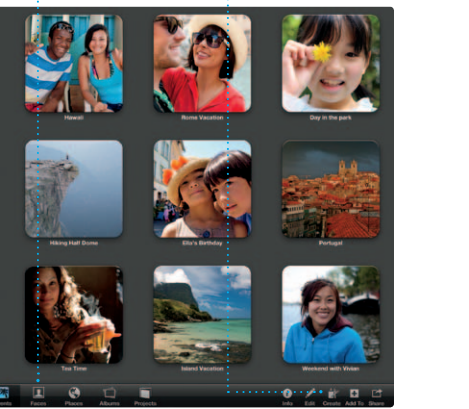 Hawaii
Rome Vacation
Day in the park
Hiking Half Dome
Ella's Birthday
Portugal
Tea Time
Island Vacation
Weekend with Vivian
ents Faces Places Albums Projects Info Edit Create Add To Share